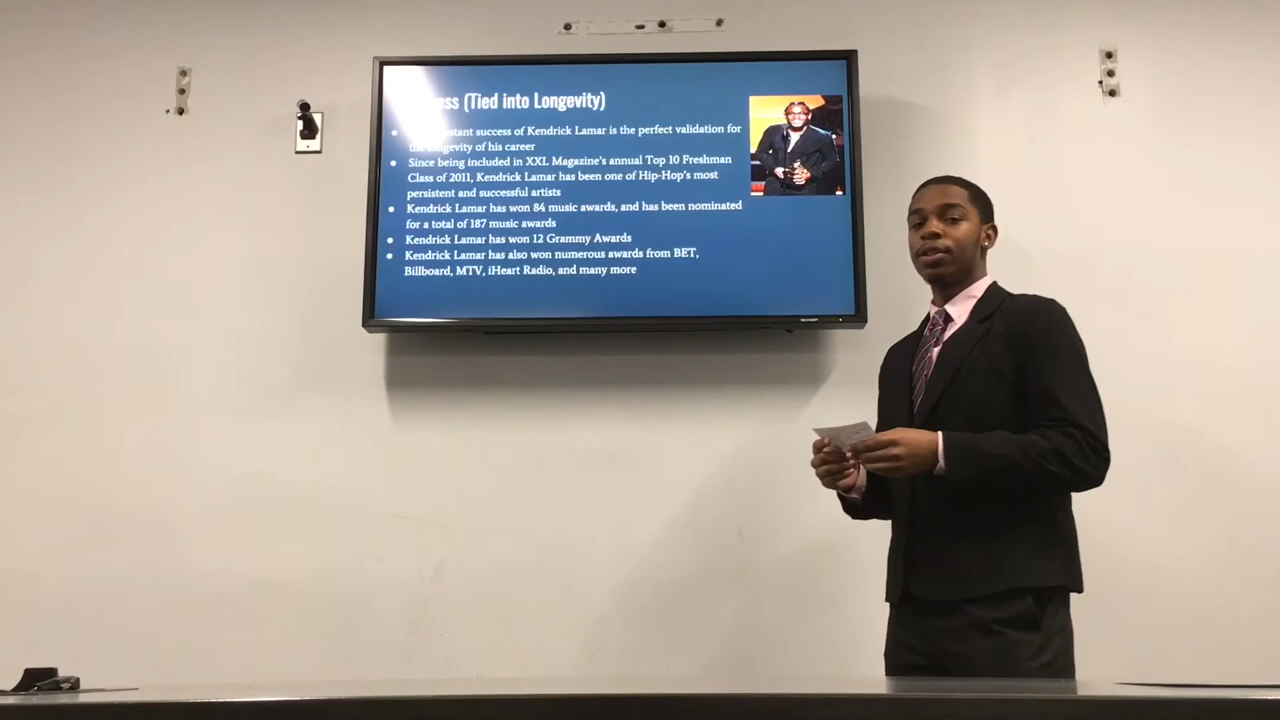 (Tied into Longevity)
success of Kendrick Lamar is the perfect validation for
the longevity of his career
Since being included in XXL Magazine's annual Top 10 Freshman
Class of 2011, Kendrick Lamar has been one of Hip-Hop's most
persistent and successful artists
Kendrick Lamar has won 84 music awards, and has been nominated
for a total of 187 music awards
Kendrick Lamar has won 12 Grammy Awards
Kendrick Lamar has also won numerous awards from BET,
Billboard, MTV, iHeart Radio, and many more
SHARP